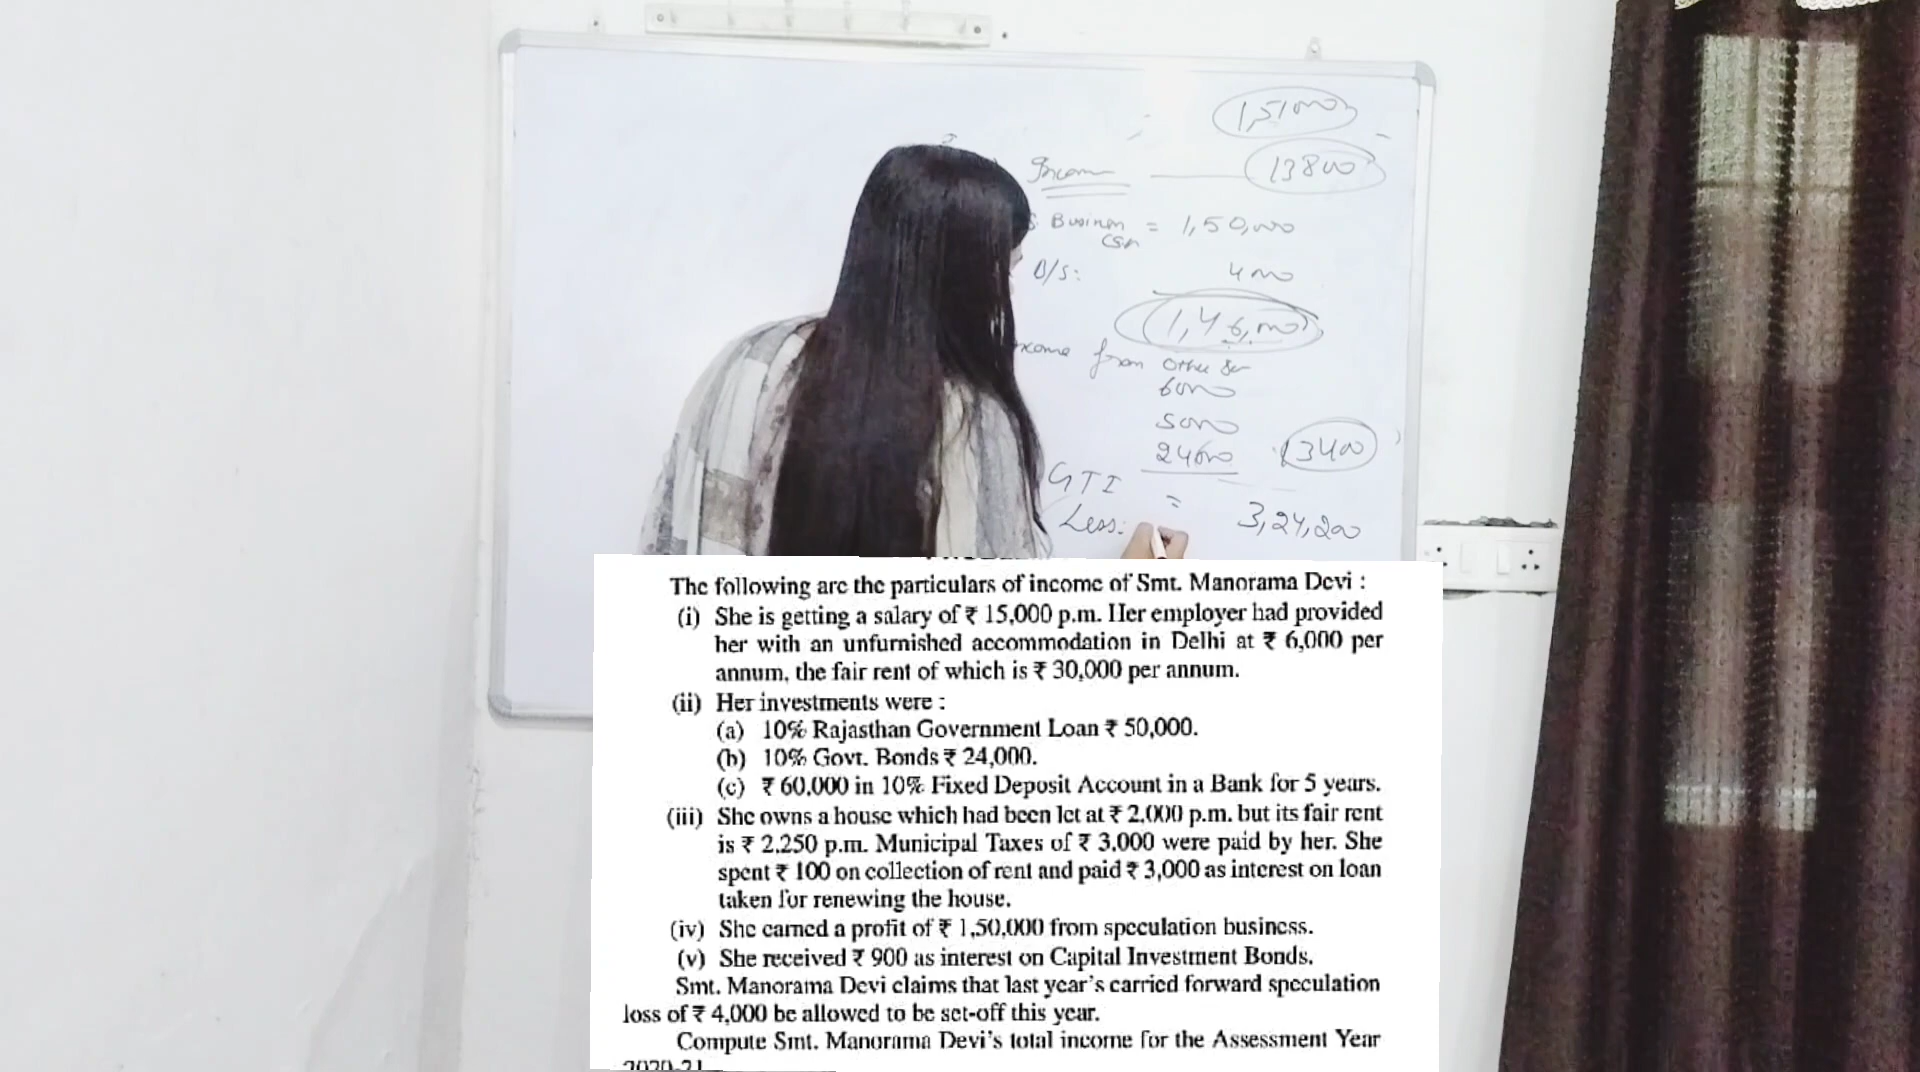 1,51000
Income 13800
S. Business = 1,50,000
B/S: 4000
1,46,000
Income from other
6000
5000
2400 13400
GTI = 3,24,200
Less:
The following are the particulars of income of Smt. Manorama Devi :
(i) She is getting a salary of ₹ 15,000 p.m. Her employer had provided
her with an unfurnished accommodation in Delhi at ₹ 6,000 per
annum, the fair rent of which is ₹ 30,000 per annum.
(ii) Her investments were :
(a) 10% Rajasthan Government Loan ₹ 50,000.
(b) 10% Govt. Bonds ₹ 24,000.
(c) ₹ 60,000 in 10% Fixed Deposit Account in a Bank for 5 years.
(iii) She owns a house which had been let at ₹ 2,000 p.m. but its fair rent
is ₹ 2,250 p.m. Municipal Taxes of ₹ 3,000 were paid by her. She
spent ₹ 100 on collection of rent and paid ₹ 3,000 as interest on loan
taken for renewing the house.
(iv) She earned a profit of ₹ 1,50,000 from speculation business.
(v) She received ₹ 900 as interest on Capital Investment Bonds.
Smt. Manorama Devi claims that last year's carried forward speculation
loss of ₹ 4,000 be allowed to be set-off this year.
Compute Smt. Manorama Devi's total income for the Assessment Year
2020-21